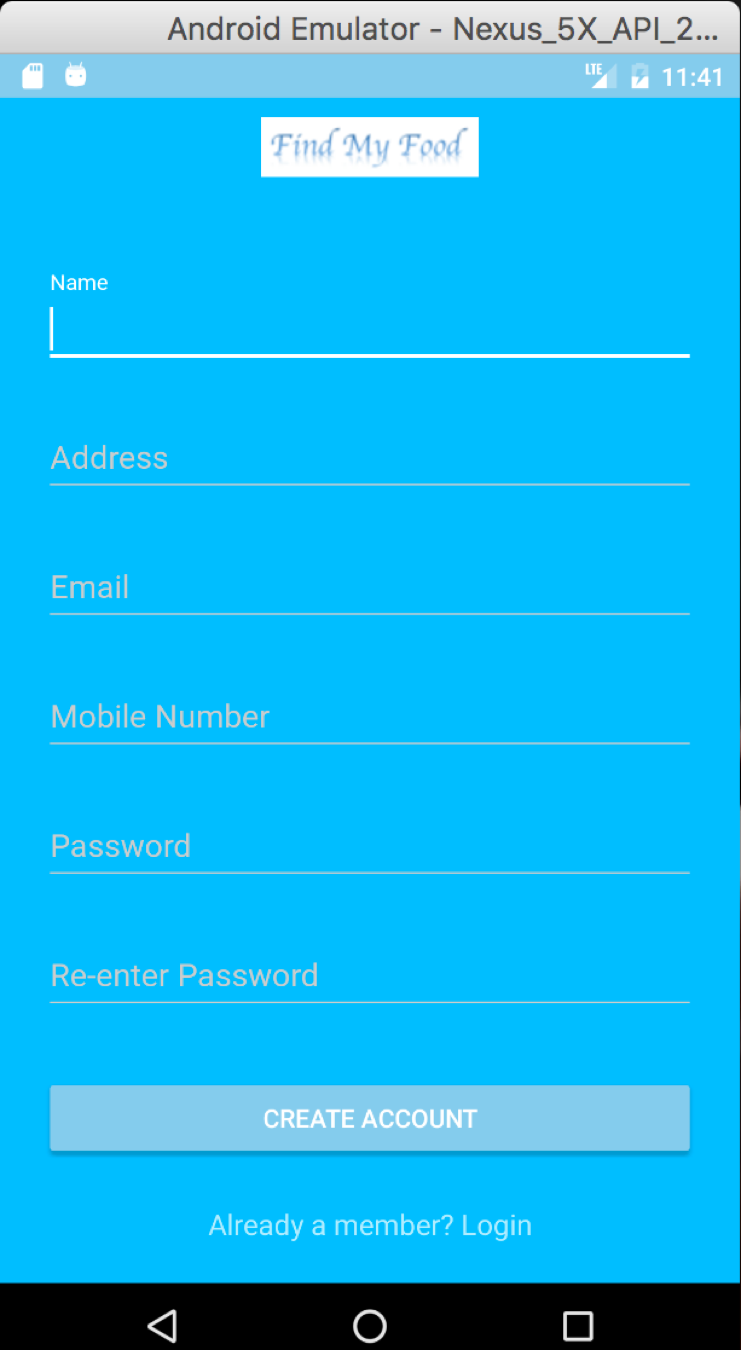 Android Emulator - Nexus_5X_API_2...
LTE 11:41
Find My Food
Name
Address
Email
Mobile Number
Password
Re-enter Password
CREATE ACCOUNT
Already a member? Login